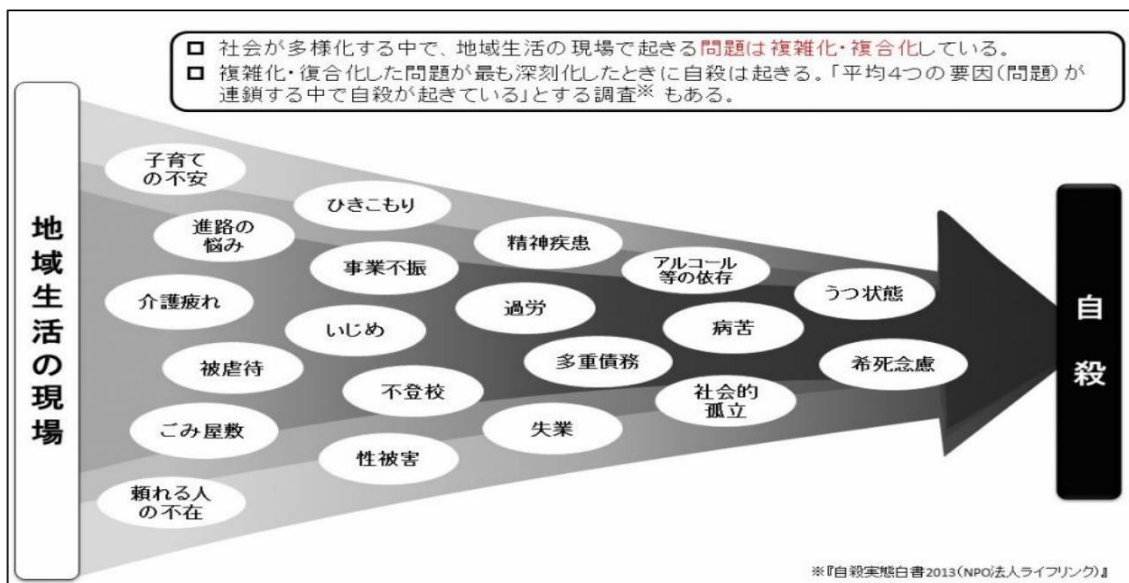 □ 社会が多様化する中で、地域生活の現場で起きる問題は複雑化・複合化している。
□ 複雑化・復合化した問題が最も深刻化したときに自殺は起きる。「平均4つの要因(問題)が
連鎖する中で自殺が起きている」とする調査※ もある。
地域生活の現場
子育て
の不安
進路の
悩み
介護疲れ
被虐待
ごみ屋敷
頼れる人
の不在
ひきこもり
事業不振
いじめ
不登校
性被害
精神疾患
過労
多重債務
失業
アルコール
等の依存
病苦
社会的
孤立
うつ状態
希死念慮
自殺
※『自殺実態白書2013(NPO法人ライフリンク)』